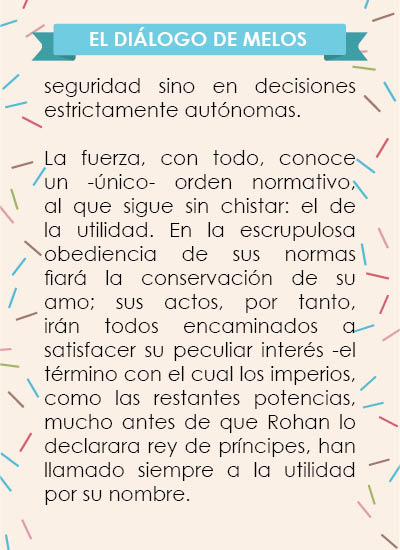 EL DIÁLOGO DE MELOS
seguridad sino en decisiones
estrictamente autónomas.
La fuerza, con todo, conoce
un -único- orden normativo,
al que sigue sin chistar: el de
la utilidad. En la escrupulosa
obediencia de sus normas
fiará la conservación de su
amo; sus actos, por tanto,
irán todos encaminados a
satisfacer su peculiar interés -el
término con el cual los imperios,
como las restantes potencias,
mucho antes de que Rohan lo
declarara rey de príncipes, han
llamado siempre a la utilidad
por su nombre.